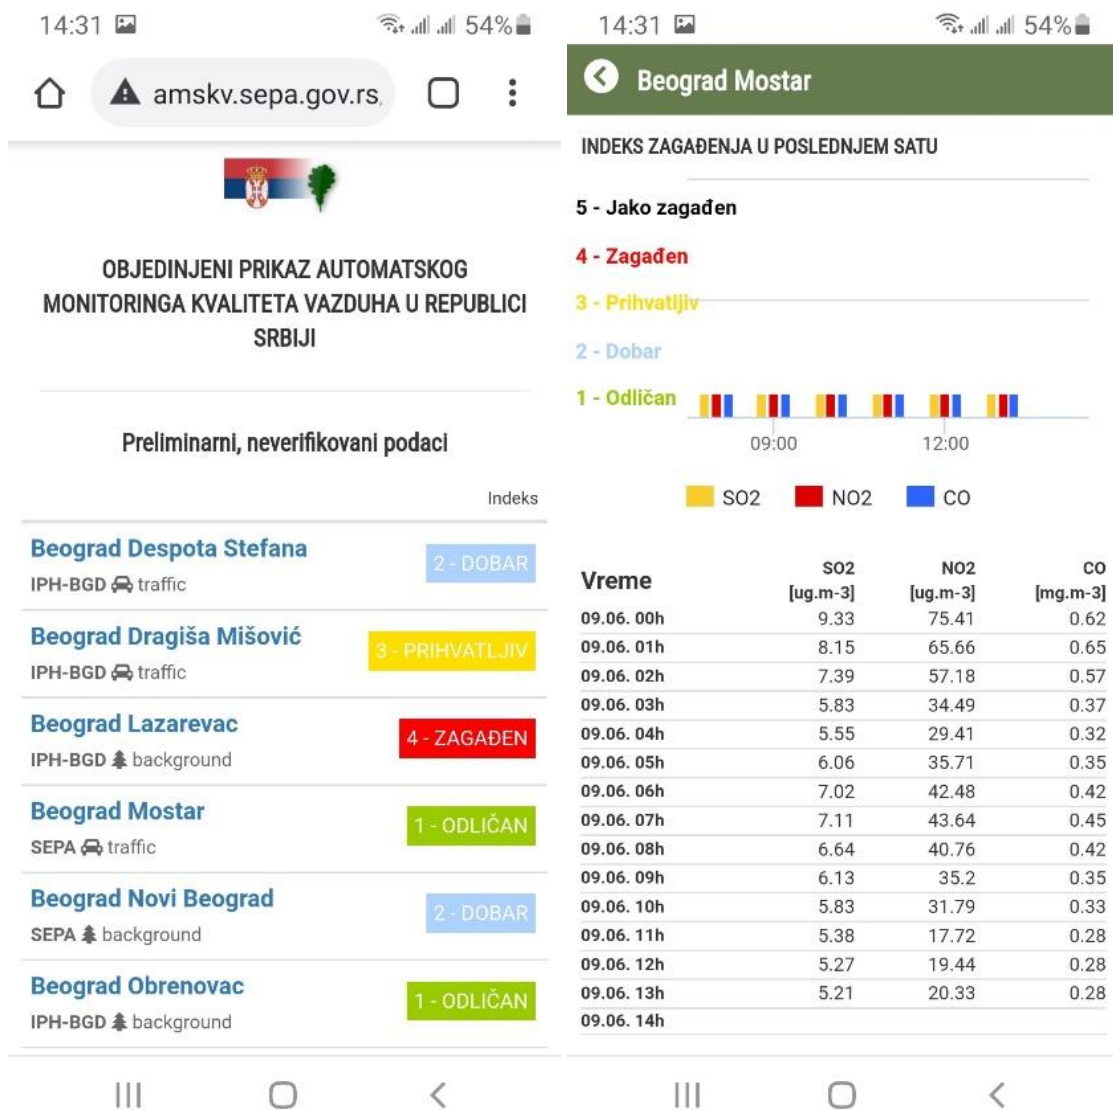 14:31 54%
amskv.sepa.gov.rs
OBJEDINJENI PRIKAZ AUTOMATSKOG
MONITORINGA KVALITETA VAZDUHA U REPUBLICI
SRBIJI
Preliminarni, neverifikovani podaci
Indeks
Beograd Despota Stefana
2 - DOBAR
IPH-BGD traffic
Beograd Dragiša Mišović
3 - PRIHVATLJIV
IPH-BGD traffic
Beograd Lazarevac
4 - ZAGAĐEN
IPH-BGD background
Beograd Mostar
1 - ODLIČAN
SEPA traffic
Beograd Novi Beograd
2 - DOBAR
SEPA background
Beograd Obrenovac
1 - ODLIČAN
IPH-BGD background
14:31 54%
Beograd Mostar
INDEKS ZAGAĐENJA U POSLEDNJEM SATU
5 - Jako zagađen
4 - Zagađen
3 - Prihvatljiv
2 - Dobar
1 - Odličan
09:00 12:00
SO2 NO2 CO
Vreme SO2 NO2 CO
[ug.m-3] [ug.m-3] [mg.m-3]
09.06. 00h 9.33 75.41 0.62
09.06. 01h 8.15 65.66 0.65
09.06. 02h 7.39 57.18 0.57
09.06. 03h 5.83 34.49 0.37
09.06. 04h 5.55 29.41 0.32
09.06. 05h 6.06 35.71 0.35
09.06. 06h 7.02 42.48 0.42
09.06. 07h 7.11 43.64 0.45
09.06. 08h 6.64 40.76 0.42
09.06. 09h 6.13 35.2 0.35
09.06. 10h 5.83 31.79 0.33
09.06. 11h 5.38 17.72 0.28
09.06. 12h 5.27 19.44 0.28
09.06. 13h 5.21 20.33 0.28
09.06. 14h